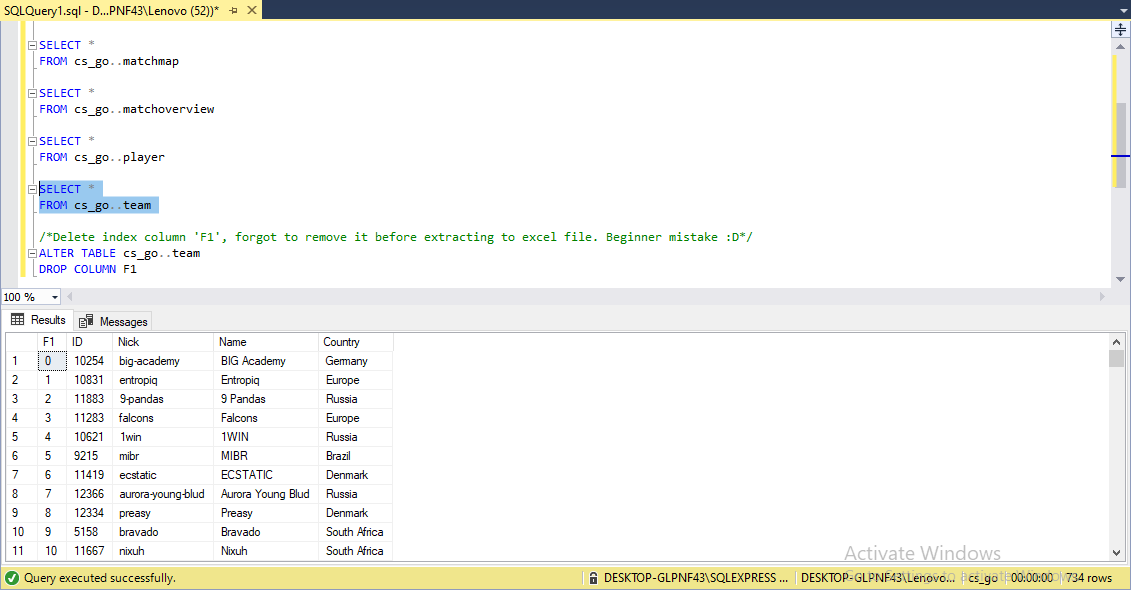 SQLQuery1.sql - D...PNF43\Lenovo (52))*
SELECT *
FROM cs_go..matchmap
SELECT *
FROM cs_go..matchoverview
SELECT *
FROM cs_go..player
SELECT *
FROM cs_go..team
/*Delete index column 'F1', forgot to remove it before extracting to excel file. Beginner mistake :D*/
ALTER TABLE cs_go..team
DROP COLUMN F1
100 %
Results Messages
F1 ID Nick Name Country
1 0 10254 big-academy BIG Academy Germany
2 1 10831 entropiq Entropiq Europe
3 2 11883 9-pandas 9 Pandas Russia
4 3 11283 falcons Falcons Europe
5 4 10621 1win 1WIN Russia
6 5 9215 mibr MIBR Brazil
7 6 11419 ecstatic ECSTATIC Denmark
8 7 12366 aurora-young-blud Aurora Young Blud Russia
9 8 12334 preasy Preasy Denmark
10 9 5158 bravado Bravado South Africa
11 10 11667 nixuh Nixuh South Africa
Activate Windows
Go to Settings to activate Windows.
Query executed successfully. DESKTOP-GLPNF43\SQLEXPRESS ... DESKTOP-GLPNF43\Lenovo... cs_go 00:00:00 734 rows